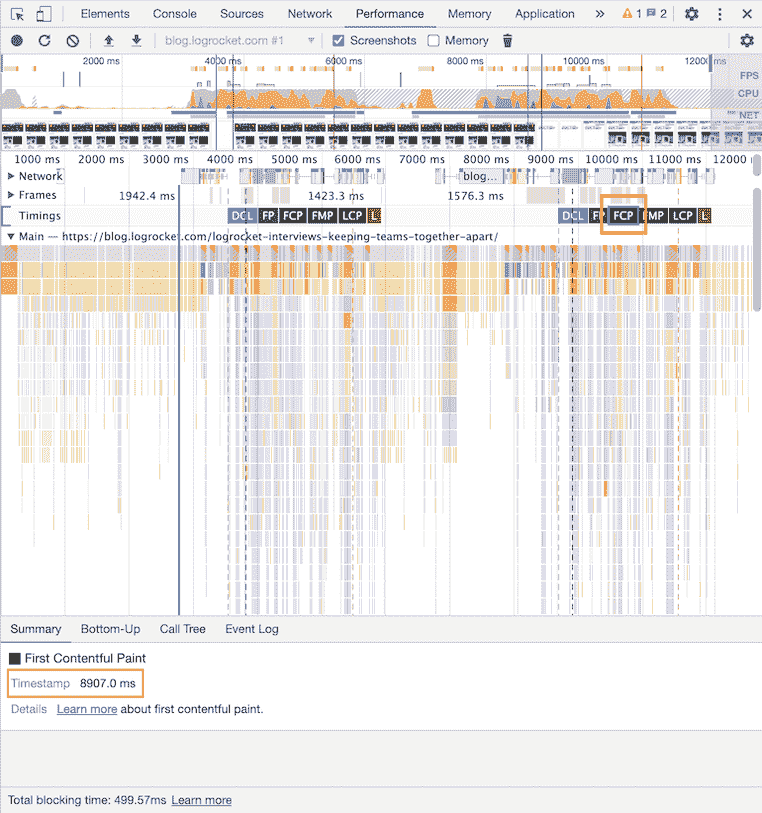 Elements Console Sources Network Performance Memory Application » 1 2
blog.logrocket.com #1 Screenshots Memory
2000 ms 4000 ms 6000 ms 8000 ms 10000 ms ms
FPS
CPU
NET
1000 ms 2000 ms 3000 ms 4000 ms 5000 ms 6000 ms 7000 ms 8000 ms 9000 ms 10000 ms 11000 ms 12000 ms
Network blog...
Frames 1942.4 ms 1423.3 ms 1576.3 ms
Timings DCL FP FCP FMP LCP L DCL FP FCP MP LCP L
Main — https://blog.logrocket.com/logrocket-interviews-keeping-teams-together-apart/
Summary Bottom-Up Call Tree Event Log
First Contentful Paint
Timestamp 8907.0 ms
Details Learn more about first contentful paint.
Total blocking time: 499.57ms Learn more